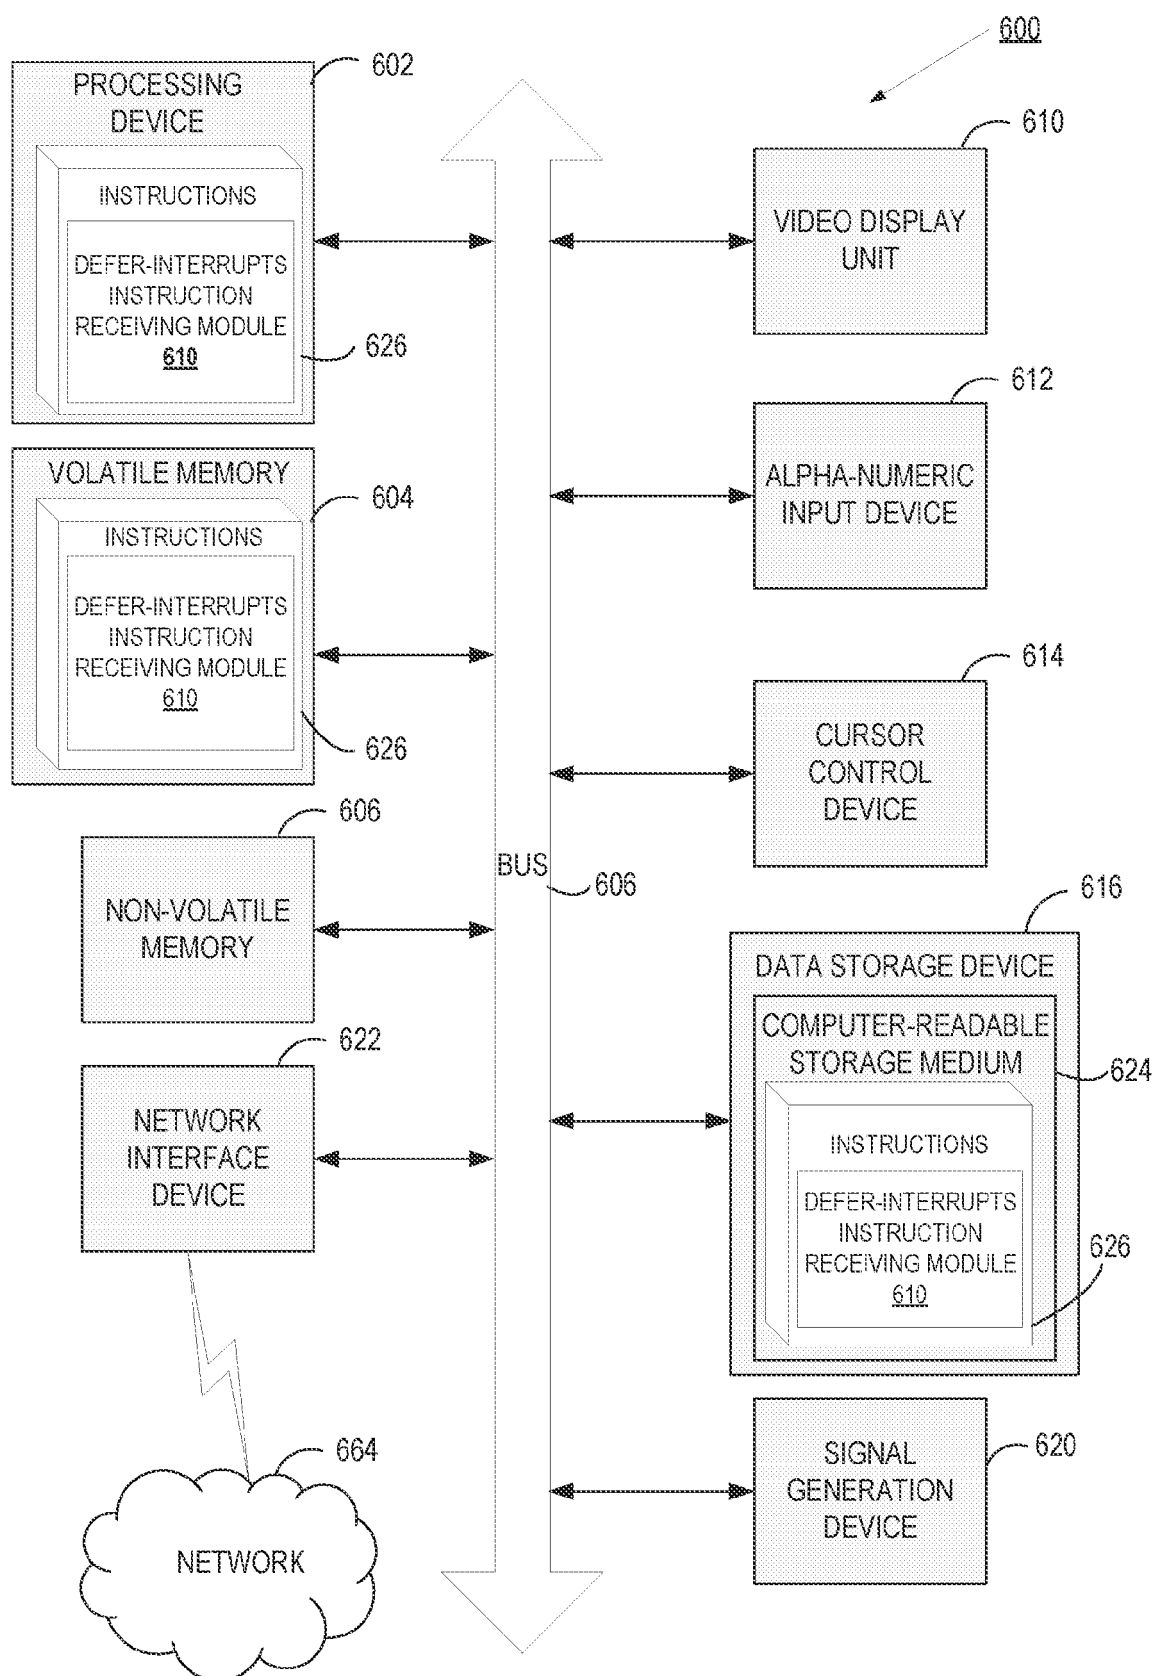 600
602
PROCESSING
DEVICE
INSTRUCTIONS
DEFER-INTERRUPTS
INSTRUCTION
RECEIVING MODULE
610
626
VOLATILE MEMORY
604
INSTRUCTIONS
DEFER-INTERRUPTS
INSTRUCTION
RECEIVING MODULE
610
626
606
NON-VOLATILE
MEMORY
622
NETWORK
INTERFACE
DEVICE
664
NETWORK
BUS
606
610
VIDEO DISPLAY
UNIT
612
ALPHA-NUMERIC
INPUT DEVICE
614
CURSOR
CONTROL
DEVICE
616
DATA STORAGE DEVICE
COMPUTER-READABLE
STORAGE MEDIUM
624
INSTRUCTIONS
DEFER-INTERRUPTS
INSTRUCTION
RECEIVING MODULE
610
626
620
SIGNAL
GENERATION
DEVICE